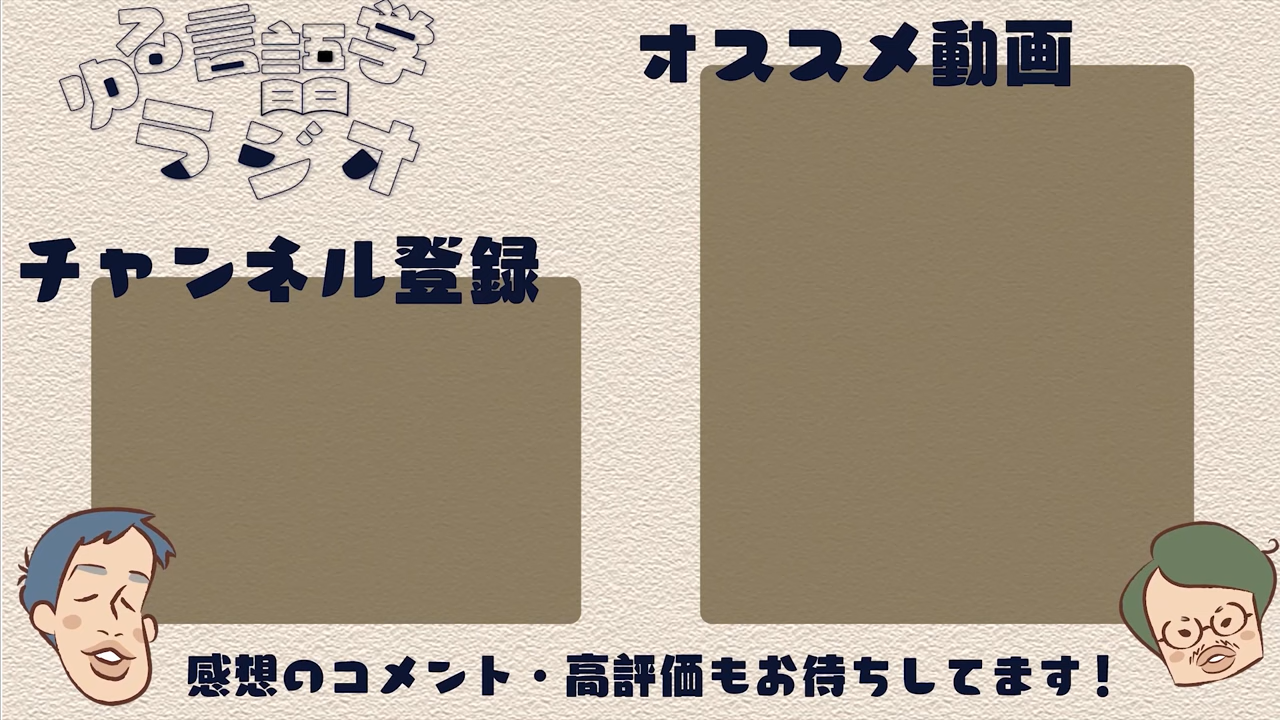 ゆる言語学
ラジオ
オススメ動画
チャンネル登録
感想のコメント・高評価もお待ちしてます!